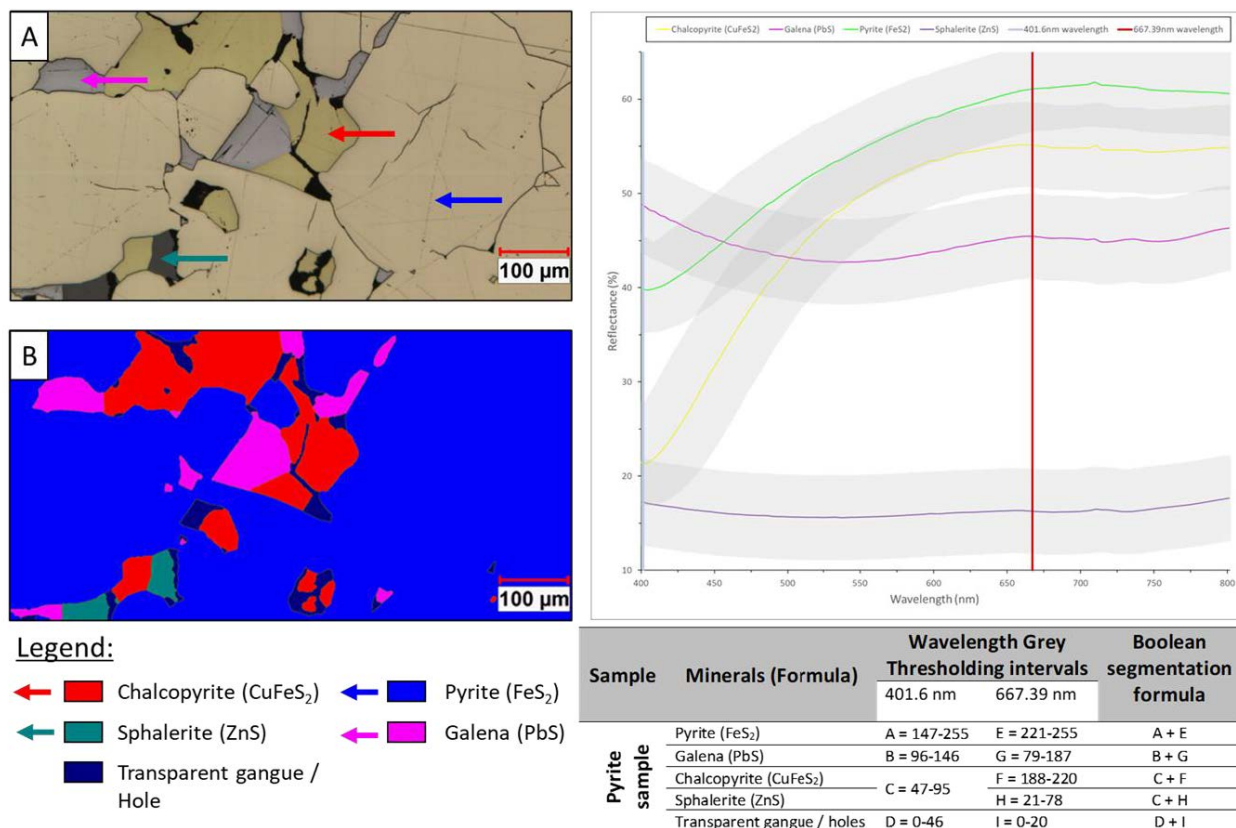 A
100 µm
B
100 µm
Legend:
Chalcopyrite (CuFeS₂)
Pyrite (FeS₂)
Sphalerite (ZnS)
Galena (PbS)
Transparent gangue /
Hole
Chalcopyrite (CuFeS2) Galena (PbS) Pyrite (FeS2) Sphalerite (ZnS) 401.6nm wavelength 667.39nm wavelength
Reflectance (%)
60
50
40
30
20
10
400 450 500 550 600 650 700 750 800
Wavelength (nm)
Sample Minerals (Formula) Wavelength Grey Thresholding intervals Boolean segmentation formula
401.6 nm 667.39 nm
Pyrite sample
Pyrite (FeS₂) A = 147-255 E = 221-255 A + E
Galena (PbS) B = 96-146 G = 79-187 B + G
Chalcopyrite (CuFeS₂) C = 47-95 F = 188-220 C + F
Sphalerite (ZnS) H = 21-78 C + H
Transparent gangue / holes D = 0-46 I = 0-20 D + I